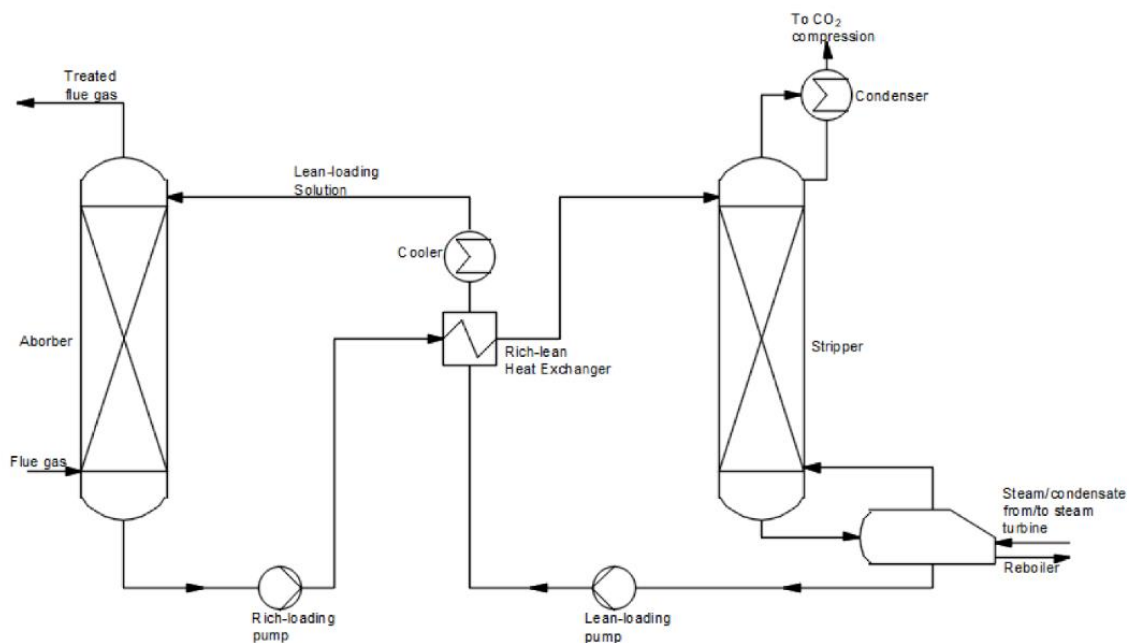 To CO₂
compression
Treated
flue gas
Condenser
Lean-loading
Solution
Cooler
Aborber
Rich-lean
Heat Exchanger
Stripper
Flue gas
Steam/condensate
from/to steam
turbine
Reboiler
Rich-loading
pump
Lean-loading
pump